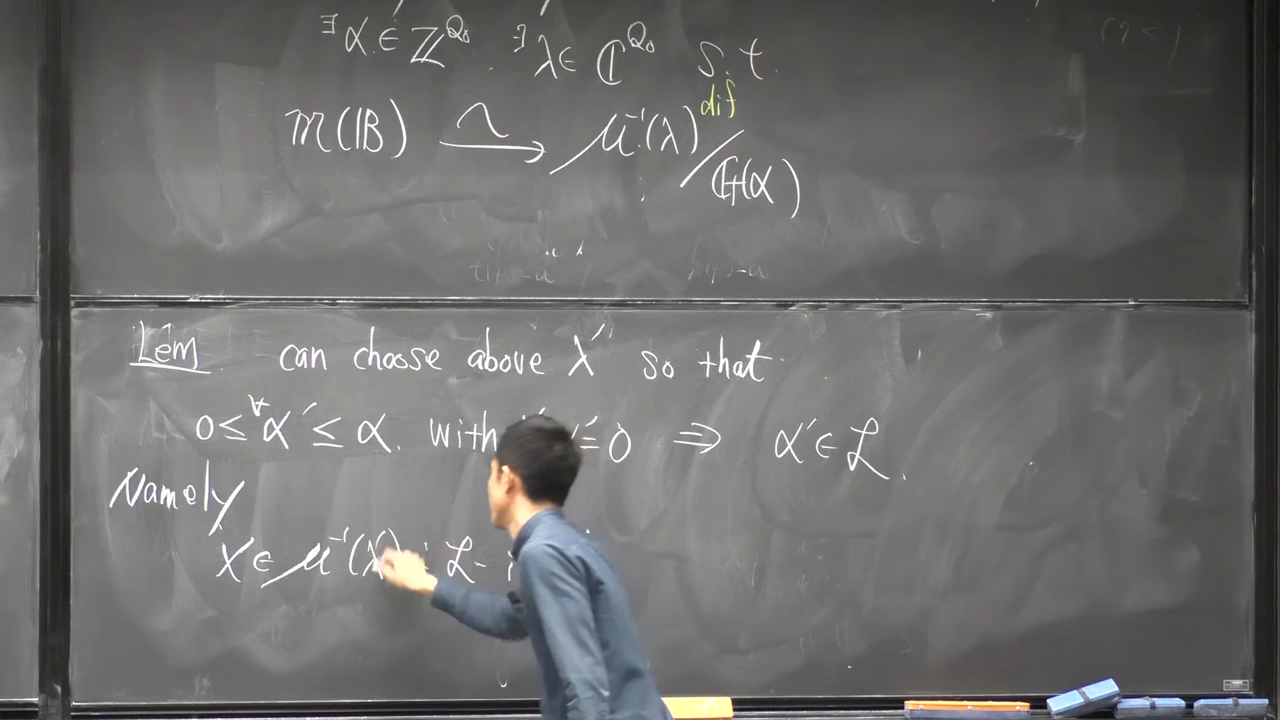 ∃α ∈ ℤ^{Q₀}. ∃λ ∈ ℂ^{Q₀} s.t.
𝓜(𝔹) ⥲ μ⁻¹(λ)^{dif}/G(α)
Lem can choose above λ′ so that
0 ≤ ∀α′ ≤ α. with = 0 ⇒ α′ ∈ ℒ.
Namely
X ∈ μ⁻¹(λ : ℒ-